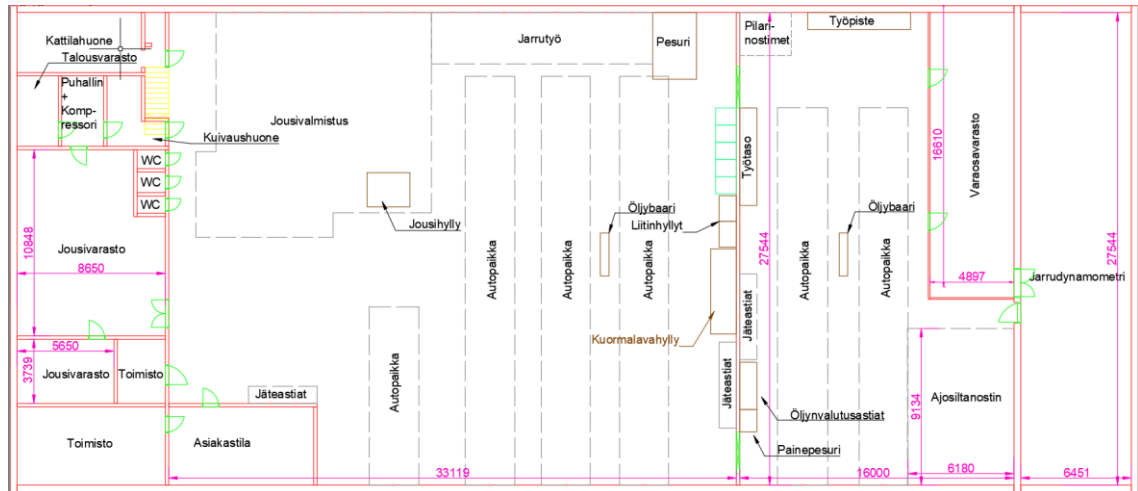 Kattilahuone
Talousvarasto
Puhallin
+
Komp-
ressori
Kuivaushuone
WC
WC
WC
Jousivarasto
10848
8650
5650
3739
Jousivarasto
Toimisto
Toimisto
Asiakastila
Jäteastiat
Jousivalmistus
Jousihylly
Jarrutyö
Pesuri
Autopaikka
Autopaikka
Autopaikka
Autopaikka
Öljybaari
Liitinhyllyt
Kuormalavahylly
Jäteastiat
33119
Pilari-
nostimet
Työpiste
Työtaso
27544
Öljybaari
Autopaikka
Autopaikka
Jäteastiat
Öljynvalutusastiat
Painepesuri
16000
16610
Varaosavarasto
4897
Ajosiltanostin
9134
6180
Jarrudynamometri
27544
6451